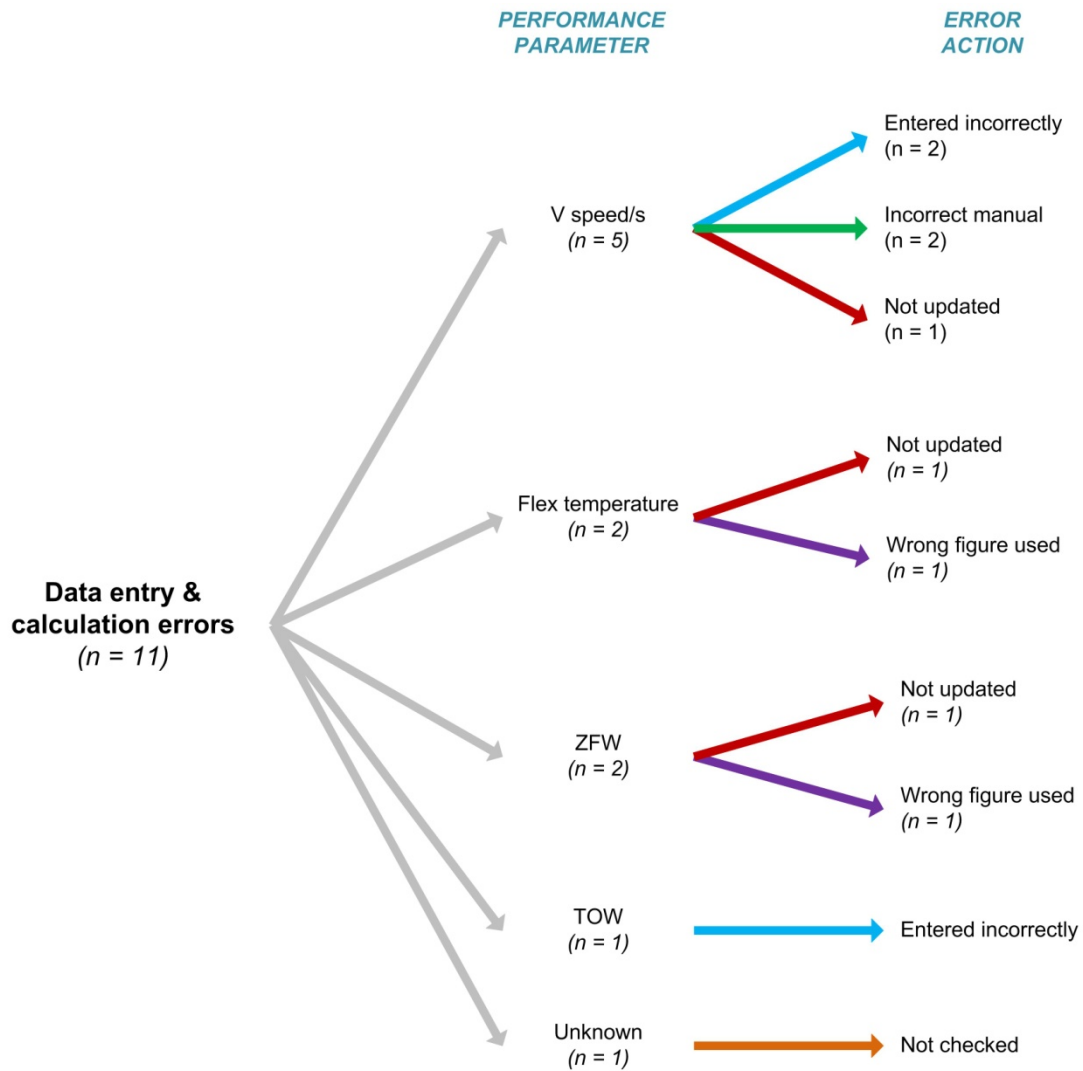 PERFORMANCE
PARAMETER
ERROR
ACTION
Data entry &
calculation errors
(n = 11)
V speed/s
(n = 5)
Entered incorrectly
(n = 2)
Incorrect manual
(n = 2)
Not updated
(n = 1)
Flex temperature
(n = 2)
Not updated
(n = 1)
Wrong figure used
(n = 1)
ZFW
(n = 2)
Not updated
(n = 1)
Wrong figure used
(n = 1)
TOW
(n = 1)
Entered incorrectly
Unknown
(n = 1)
Not checked